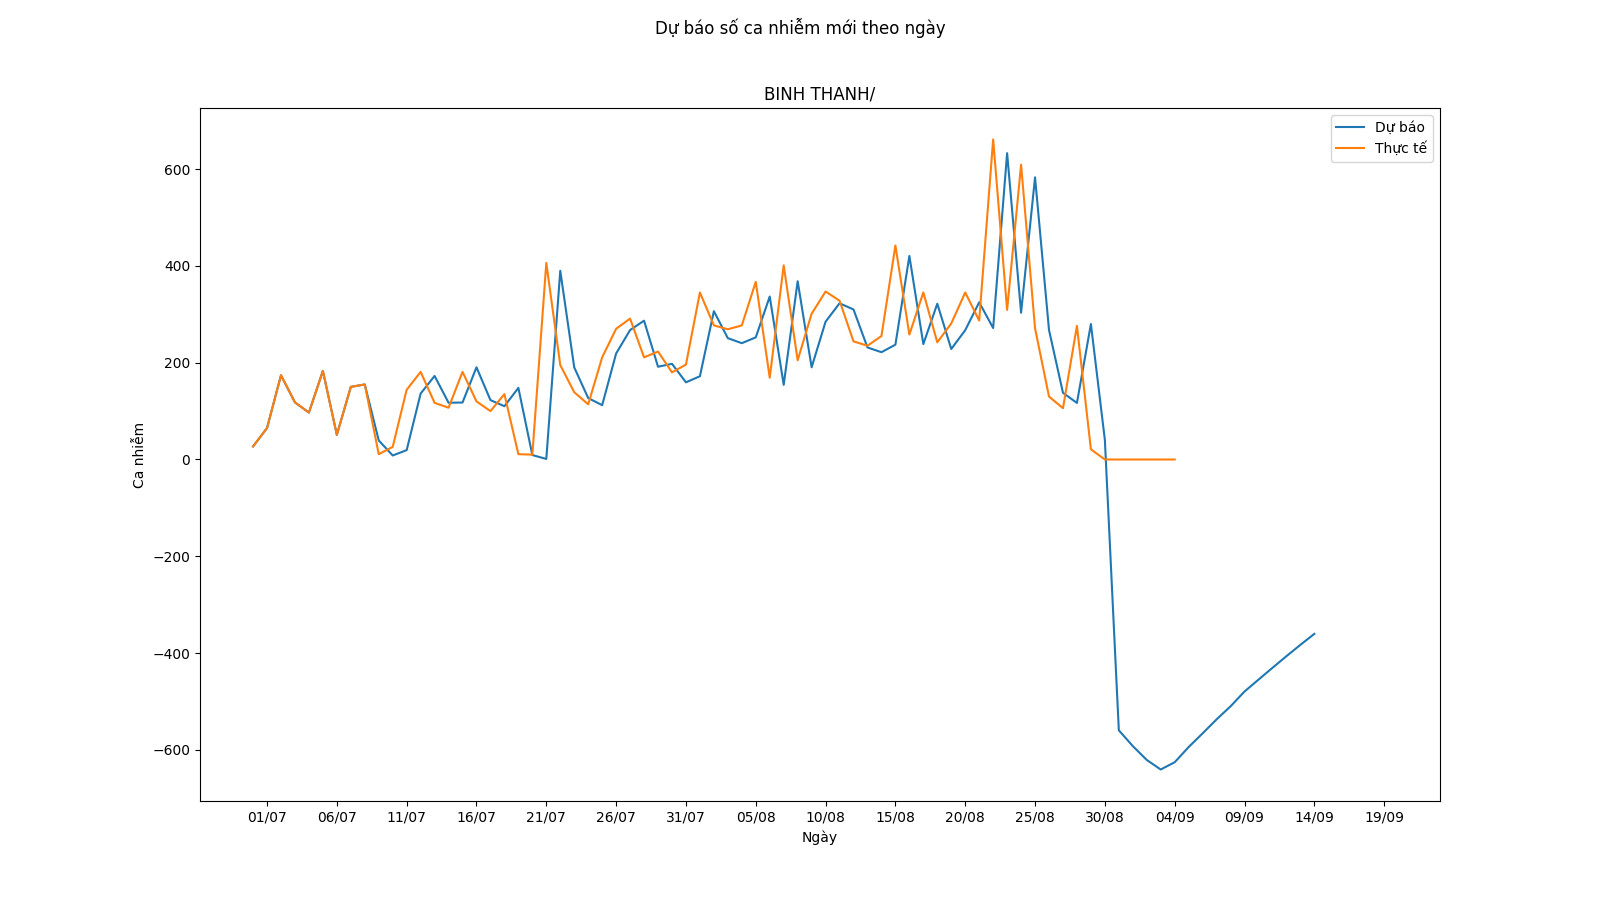 Dự báo số ca nhiễm mới theo ngày
BINH THANH/
Dự báo
Thực tế
600
400
200
0
−200
−400
−600
Ca nhiễm
01/07 06/07 11/07 16/07 21/07 26/07 31/07 05/08 10/08 15/08 20/08 25/08 30/08 04/09 09/09 14/09 19/09
Ngày